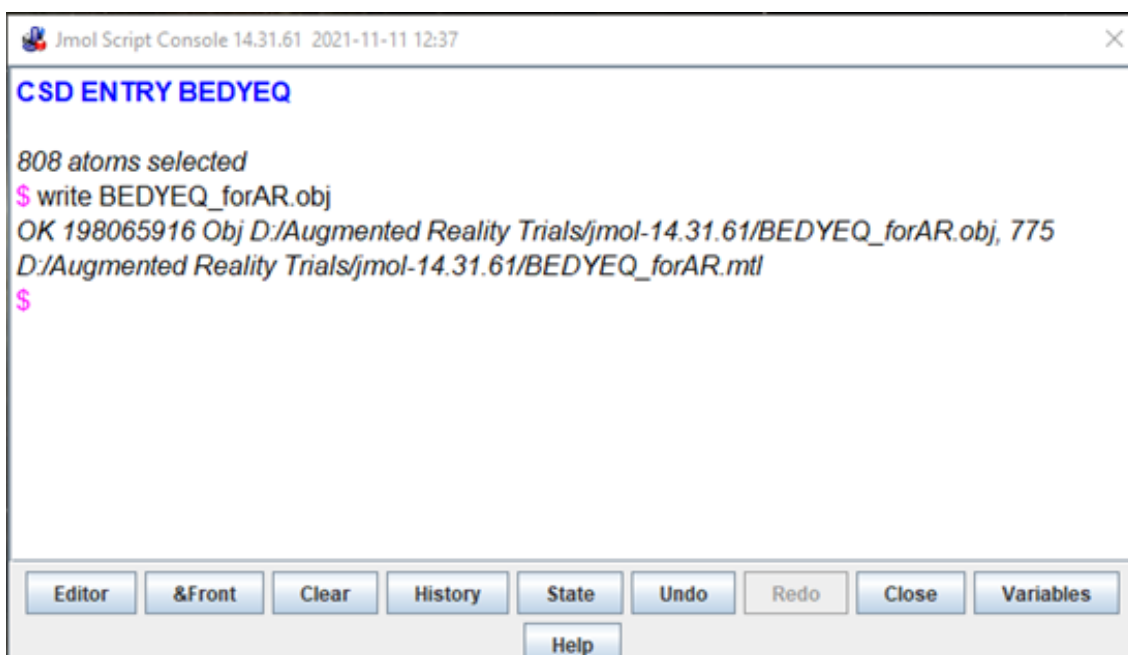 Jmol Script Console 14.31.61 2021-11-11 12:37
CSD ENTRY BEDYEQ
808 atoms selected
$ write BEDYEQ_forAR.obj
OK 198065916 Obj D:/Augmented Reality Trials/jmol-14.31.61/BEDYEQ_forAR.obj, 775
D:/Augmented Reality Trials/jmol-14.31.61/BEDYEQ_forAR.mtl
$
Editor &Front Clear History State Undo Redo Close Variables
Help